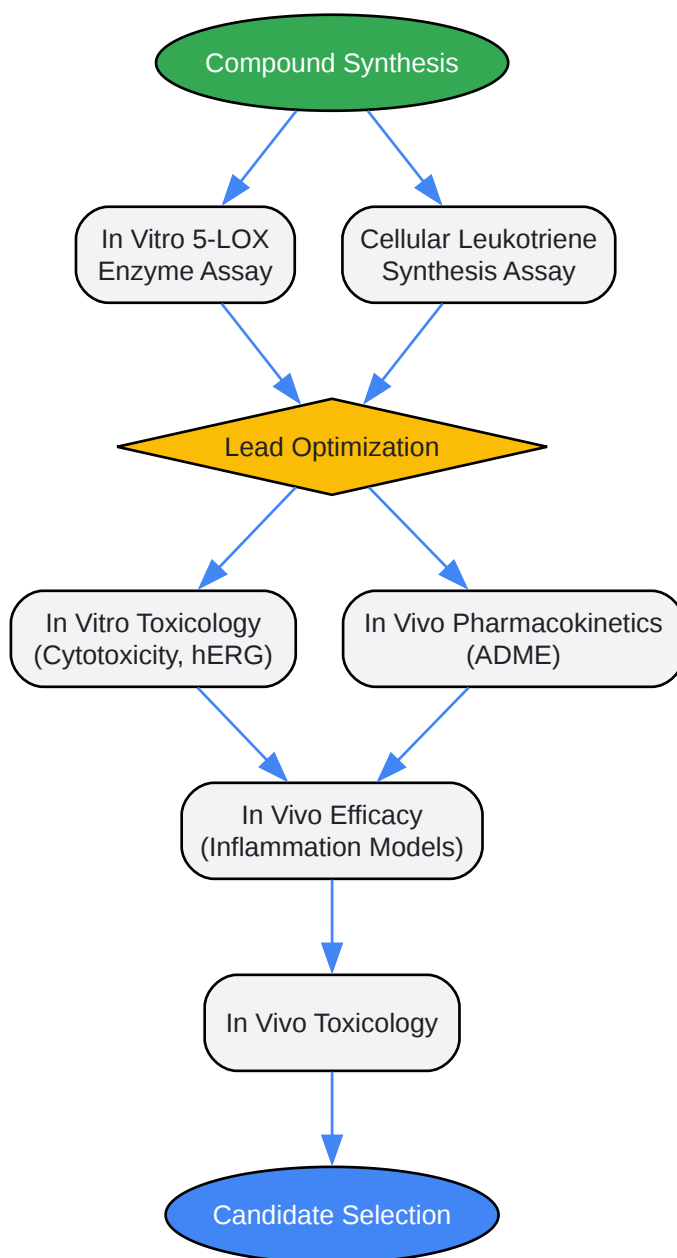 Compound Synthesis
In Vitro 5-LOX
Enzyme Assay
Cellular Leukotriene
Synthesis Assay
Lead Optimization
In Vitro Toxicology
(Cytotoxicity, hERG)
In Vivo Pharmacokinetics
(ADME)
In Vivo Efficacy
(Inflammation Models)
In Vivo Toxicology
Candidate Selection